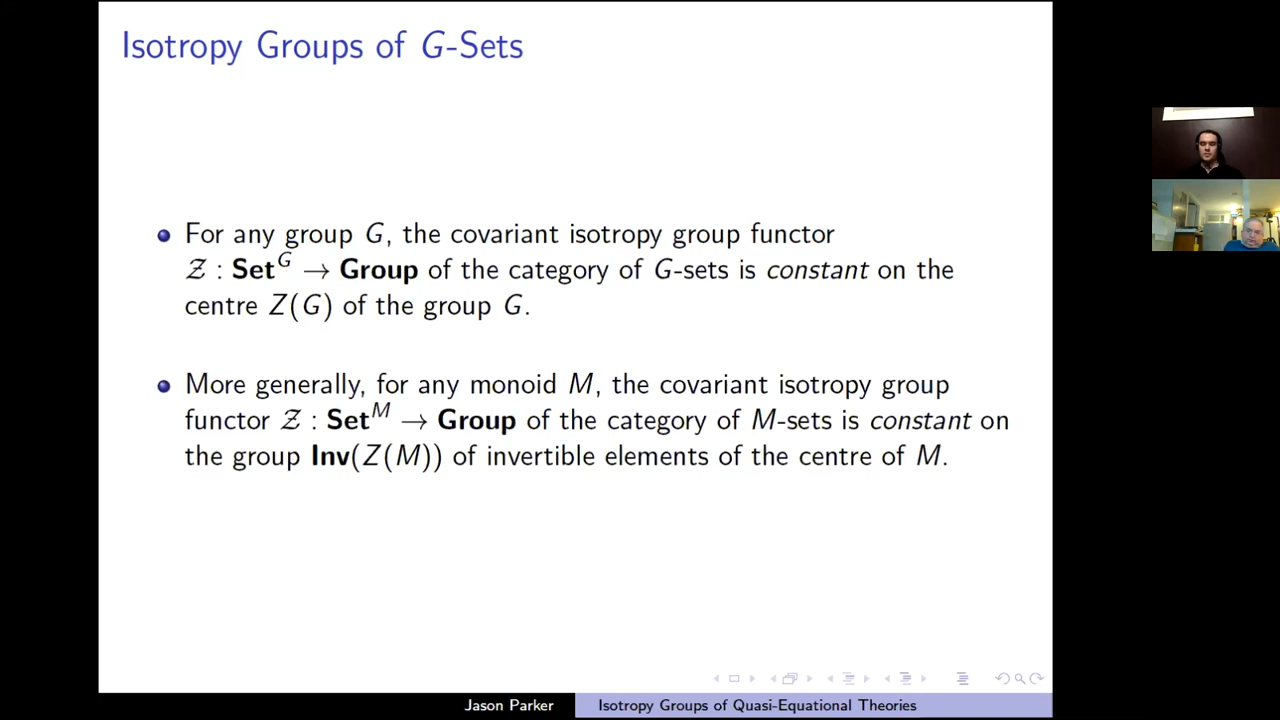 Isotropy Groups of G-Sets
For any group G, the covariant isotropy group functor
𝒵 : Set^G → Group of the category of G-sets is constant on the
centre Z(G) of the group G.
More generally, for any monoid M, the covariant isotropy group
functor 𝒵 : Set^M → Group of the category of M-sets is constant on
the group Inv(Z(M)) of invertible elements of the centre of M.
Jason Parker
Isotropy Groups of Quasi-Equational Theories